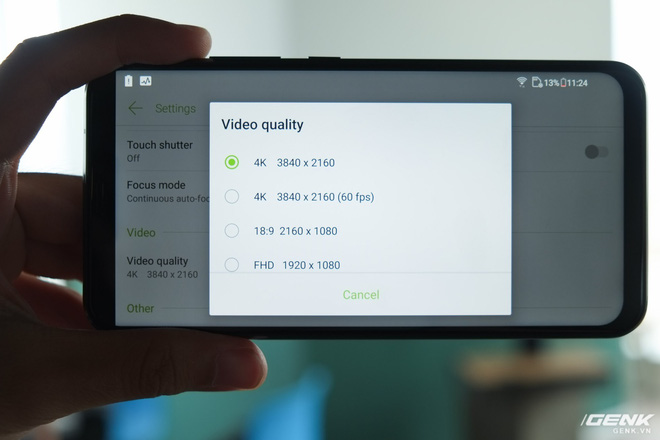 13% 11:24
Settings
Video quality
Touch shutter
Off
4K 3840 x 2160
Focus mode
Continuous auto-foc
4K 3840 x 2160 (60 fps)
Video
18:9 2160 x 1080
Video quality
4K 3840 x 2160
FHD 1920 x 1080
Cancel
Other
GENK
GENK.VN